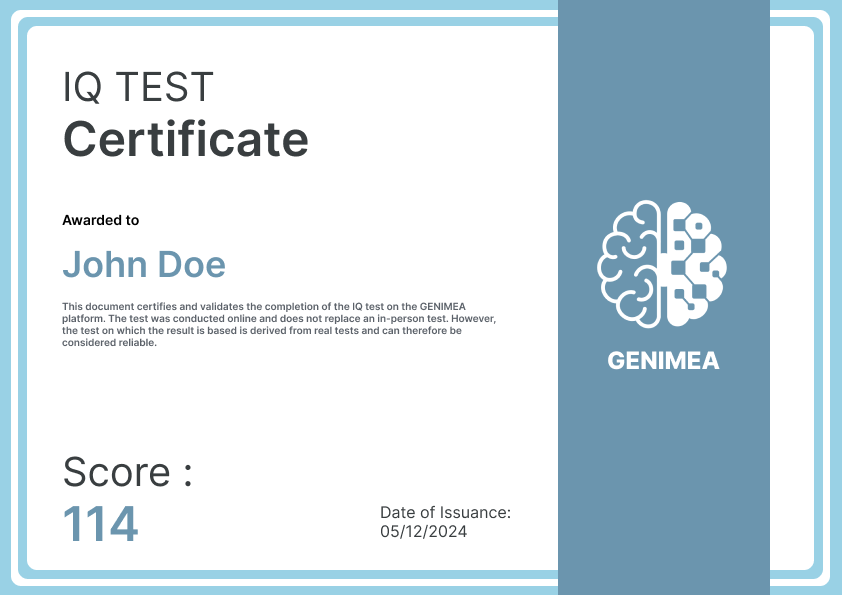 IQ TEST
Certificate
Awarded to
John Doe
This document certifies and validates the completion of the IQ test on the GENIMEA
platform. The test was conducted online and does not replace an in-person test. However,
the test on which the result is based is derived from real tests and can therefore be
considered reliable.
GENIMEA
Score :
114
Date of Issuance:
05/12/2024